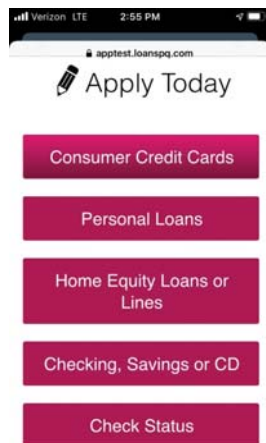 Verizon LTE 2:55 PM
apptest.loanspq.com
Apply Today
Consumer Credit Cards
Personal Loans
Home Equity Loans or
Lines
Checking, Savings or CD
Check Status